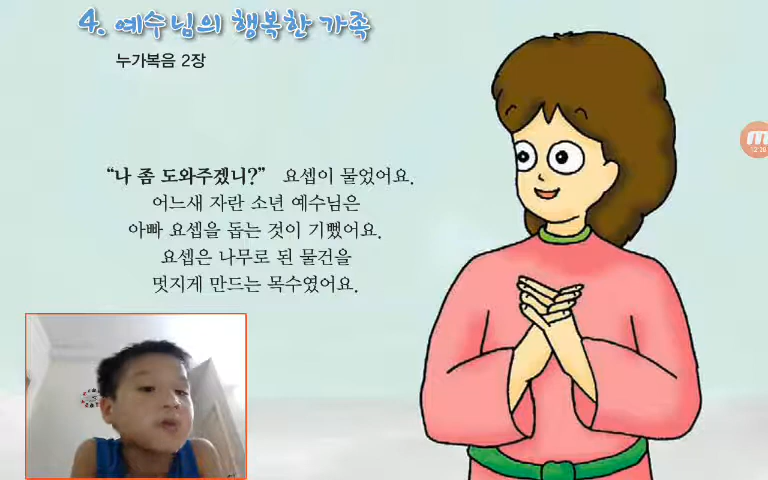 4. 예수님의 행복한 가족
누가복음 2장
“나 좀 도와주겠니?” 요셉이 물었어요.
어느새 자란 소년 예수님은
아빠 요셉을 돕는 것이 기뻤어요.
요셉은 나무로 된 물건을
멋지게 만드는 목수였어요.